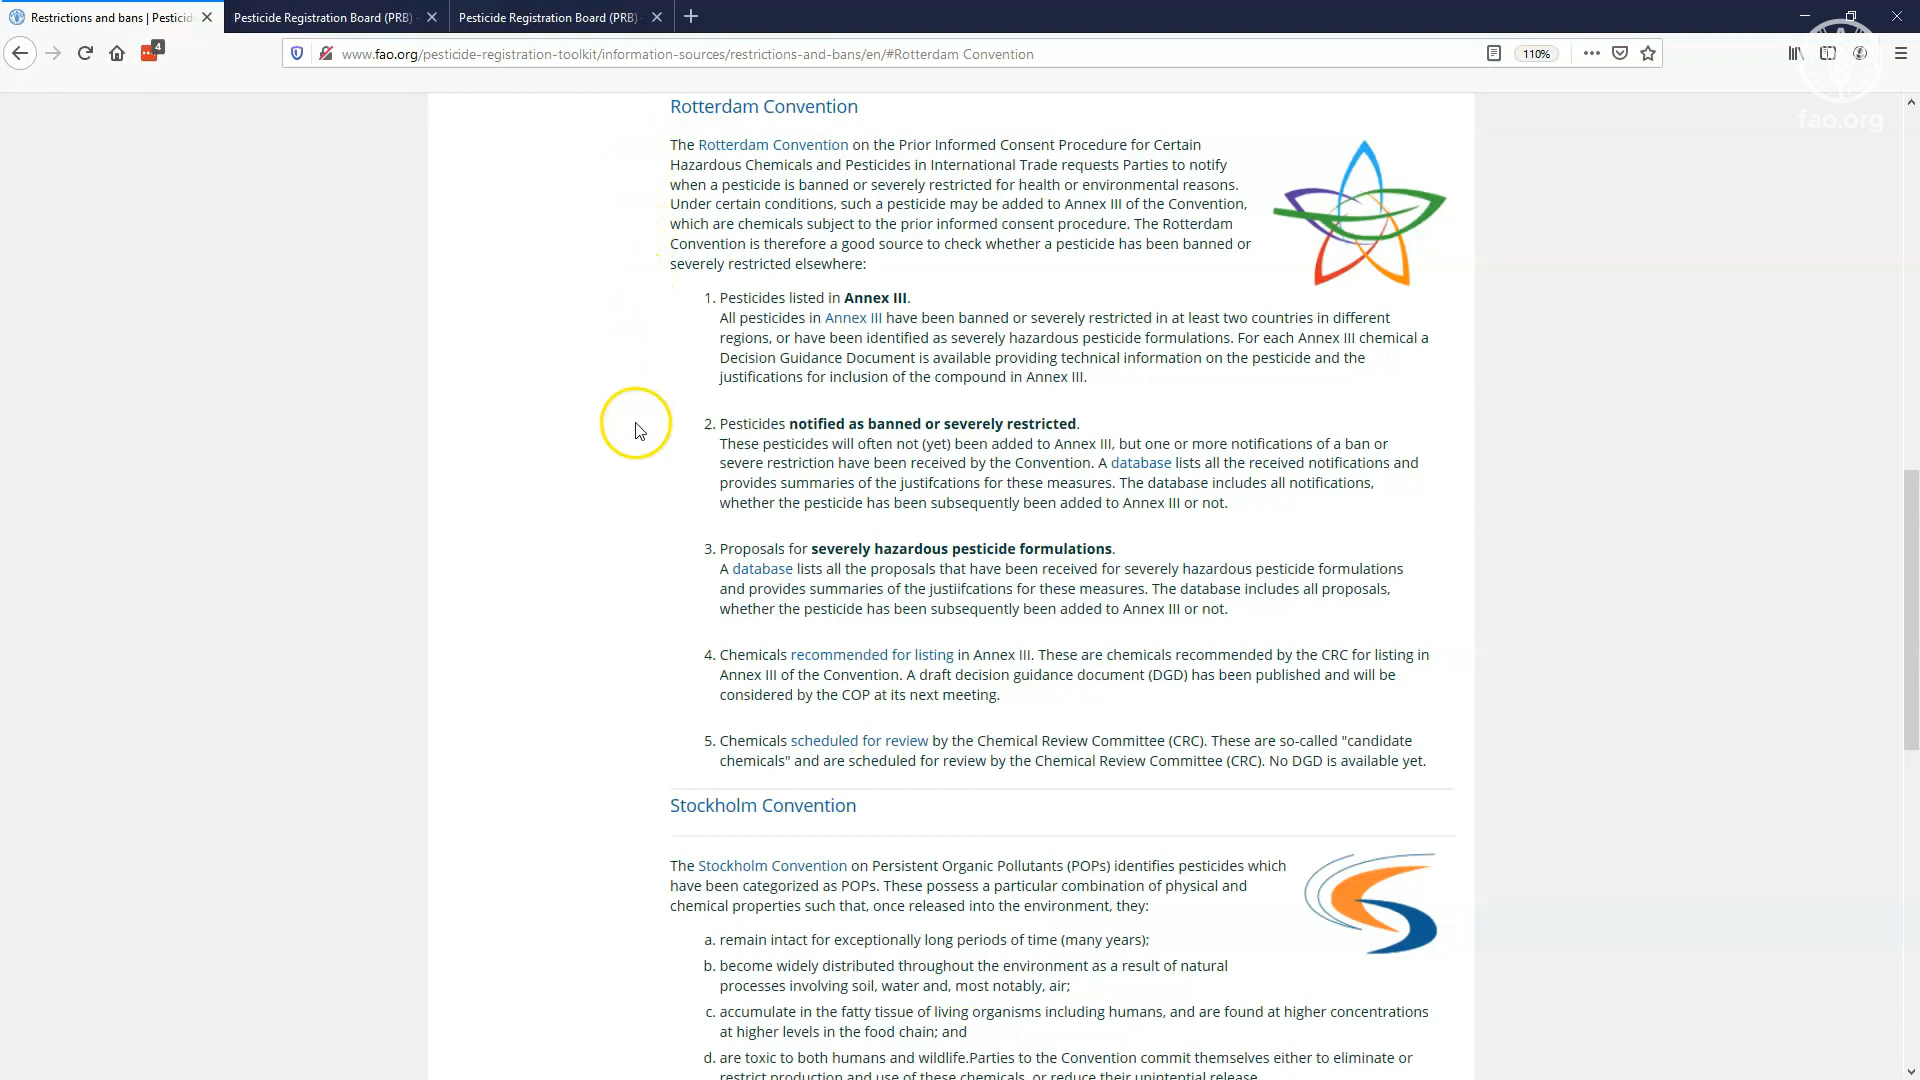 Restrictions and bans | Pesticid
Pesticide Registration Board (PRB)
Pesticide Registration Board (PRB)
4
www.fao.org/pesticide-registration-toolkit/information-sources/restrictions-and-bans/en/#Rotterdam Convention
110%
fao.org
Rotterdam Convention
The Rotterdam Convention on the Prior Informed Consent Procedure for Certain
Hazardous Chemicals and Pesticides in International Trade requests Parties to notify
when a pesticide is banned or severely restricted for health or environmental reasons.
Under certain conditions, such a pesticide may be added to Annex III of the Convention,
which are chemicals subject to the prior informed consent procedure. The Rotterdam
Convention is therefore a good source to check whether a pesticide has been banned or
severely restricted elsewhere:
1. Pesticides listed in Annex III.
All pesticides in Annex III have been banned or severely restricted in at least two countries in different
regions, or have been identified as severely hazardous pesticide formulations. For each Annex III chemical a
Decision Guidance Document is available providing technical information on the pesticide and the
justifications for inclusion of the compound in Annex III.
2. Pesticides notified as banned or severely restricted.
These pesticides will often not (yet) been added to Annex III, but one or more notifications of a ban or
severe restriction have been received by the Convention. A database lists all the received notifications and
provides summaries of the justifcations for these measures. The database includes all notifications,
whether the pesticide has been subsequently been added to Annex III or not.
3. Proposals for severely hazardous pesticide formulations.
A database lists all the proposals that have been received for severely hazardous pesticide formulations
and provides summaries of the justiifcations for these measures. The database includes all proposals,
whether the pesticide has been subsequently been added to Annex III or not.
4. Chemicals recommended for listing in Annex III. These are chemicals recommended by the CRC for listing in
Annex III of the Convention. A draft decision guidance document (DGD) has been published and will be
considered by the COP at its next meeting.
5. Chemicals scheduled for review by the Chemical Review Committee (CRC). These are so-called "candidate
chemicals" and are scheduled for review by the Chemical Review Committee (CRC). No DGD is available yet.
Stockholm Convention
The Stockholm Convention on Persistent Organic Pollutants (POPs) identifies pesticides which
have been categorized as POPs. These possess a particular combination of physical and
chemical properties such that, once released into the environment, they:
a. remain intact for exceptionally long periods of time (many years);
b. become widely distributed throughout the environment as a result of natural
processes involving soil, water and, most notably, air;
c. accumulate in the fatty tissue of living organisms including humans, and are found at higher concentrations
at higher levels in the food chain; and
d. are toxic to both humans and wildlife.Parties to the Convention commit themselves either to eliminate or
restrict production and use of these chemicals, or reduce their unintential release